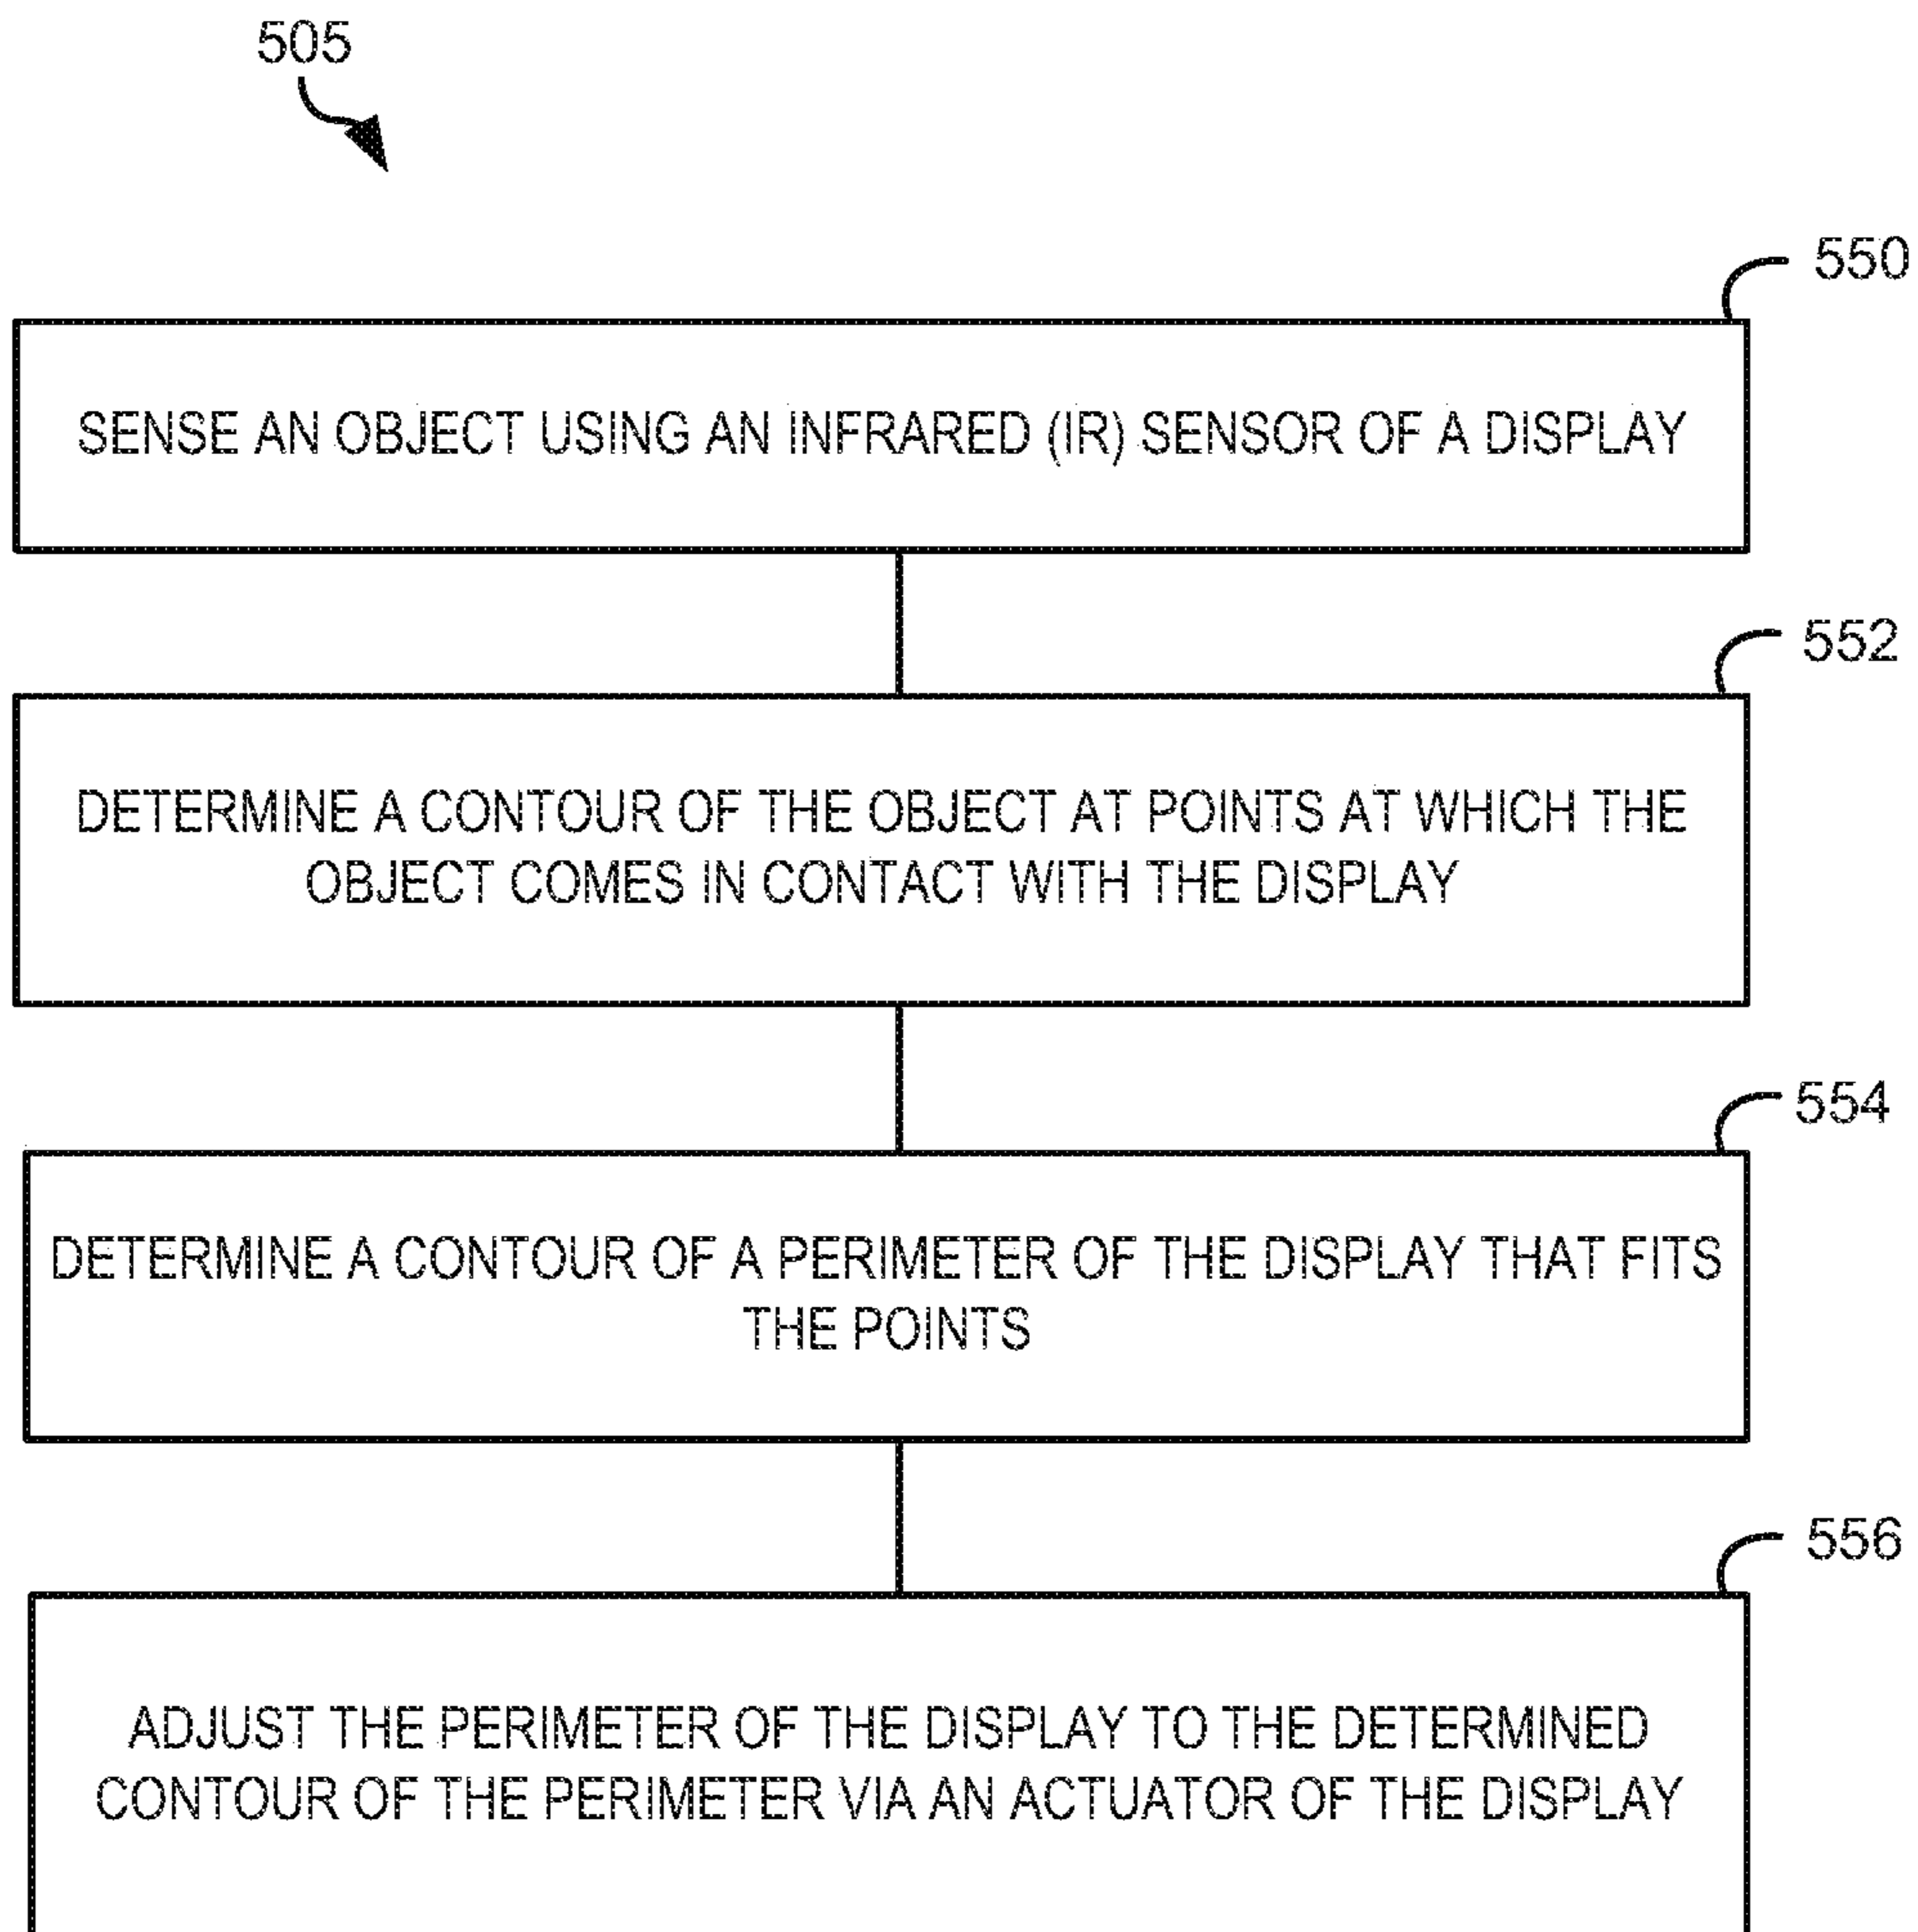 505
550
SENSE AN OBJECT USING AN INFRARED (IR) SENSOR OF A DISPLAY
552
DETERMINE A CONTOUR OF THE OBJECT AT POINTS AT WHICH THE
OBJECT COMES IN CONTACT WITH THE DISPLAY
554
DETERMINE A CONTOUR OF A PERIMETER OF THE DISPLAY THAT FITS
THE POINTS
556
ADJUST THE PERIMETER OF THE DISPLAY TO THE DETERMINED
CONTOUR OF THE PERIMETER VIA AN ACTUATOR OF THE DISPLAY